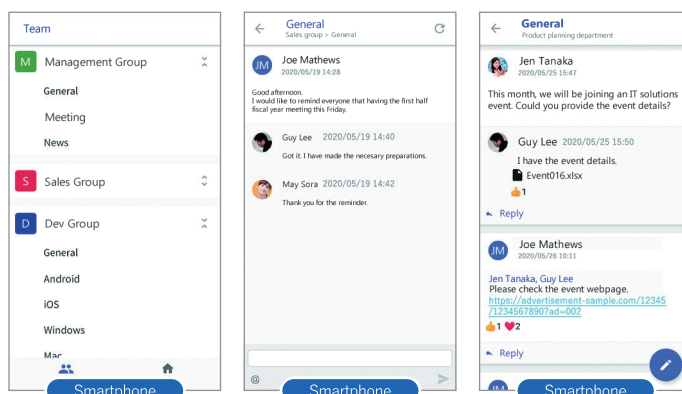 Team
M Management Group
General
Meeting
News
S Sales Group
D Dev Group
General
Android
iOS
Windows
Mac
Smartphone
General
Sales group > General
JM Joe Mathews
2020/05/19 14:28
Good afternoon.
I would like to remind everyone that having the first half
fiscal year meeting this Friday.
Guy Lee 2020/05/19 14:40
Got it. I have made the necesary preparations.
May Sora 2020/05/19 14:42
Thank you for the reminder.
@
Smartphone
General
Product planning department
Jen Tanaka
2020/05/25 15:47
This month, we will be joining an IT solutions
event. Could you provide the event details?
Guy Lee 2020/05/25 15:50
I have the event details.
Event016.xlsx
👍1
Reply
JM Joe Mathews
2020/05/26 10:11
Jen Tanaka, Guy Lee
Please check the event webpage.
https://advertisement-sample.com/12345
/1234567890?ad=002
👍1 ❤2
Reply
JM
Smartphone